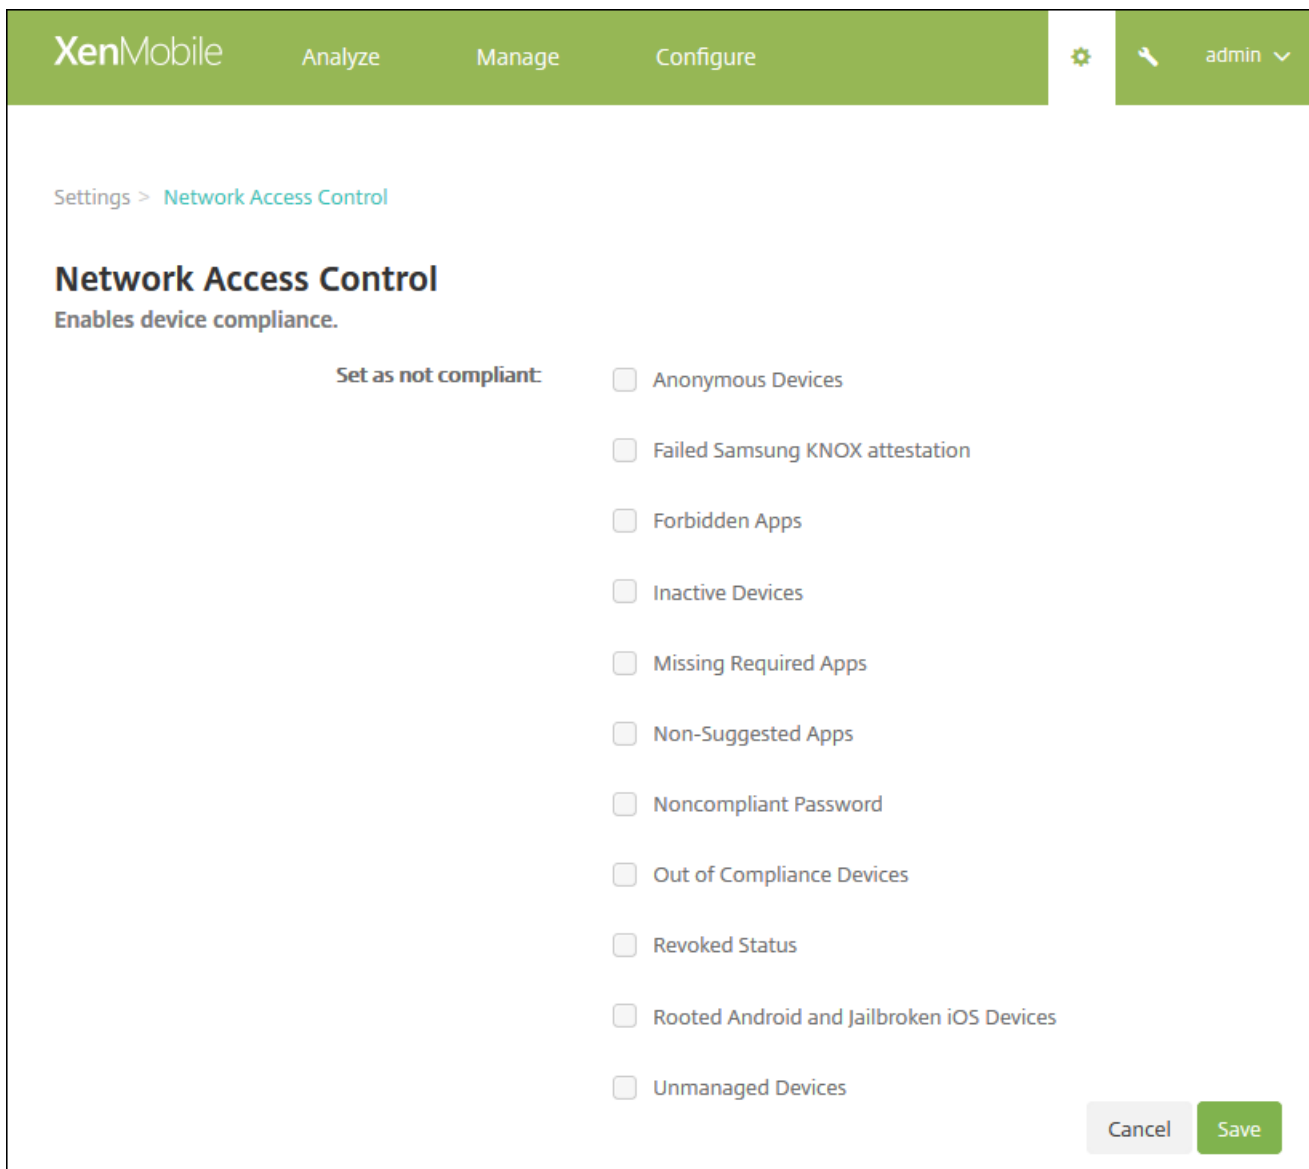 XenMobile Analyze Manage Configure admin
Settings > Network Access Control
Network Access Control
Enables device compliance.
Set as not compliant: Anonymous Devices
Failed Samsung KNOX attestation
Forbidden Apps
Inactive Devices
Missing Required Apps
Non-Suggested Apps
Noncompliant Password
Out of Compliance Devices
Revoked Status
Rooted Android and Jailbroken iOS Devices
Unmanaged Devices
Cancel Save